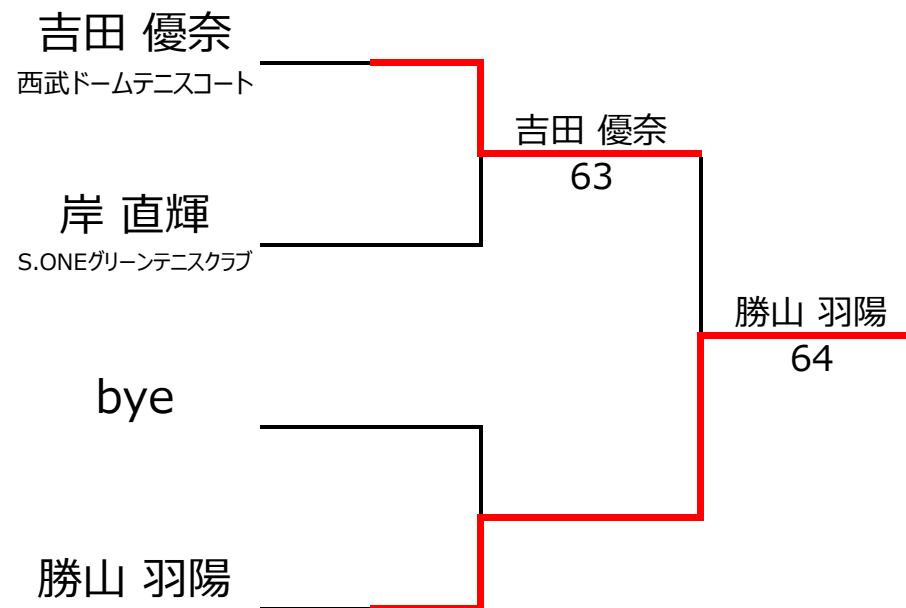 吉田 優奈
西武ドームテニスコート
吉田 優奈
63
岸 直輝
S.ONEグリーンテニスクラブ
勝山 羽陽
64
bye
勝山 羽陽